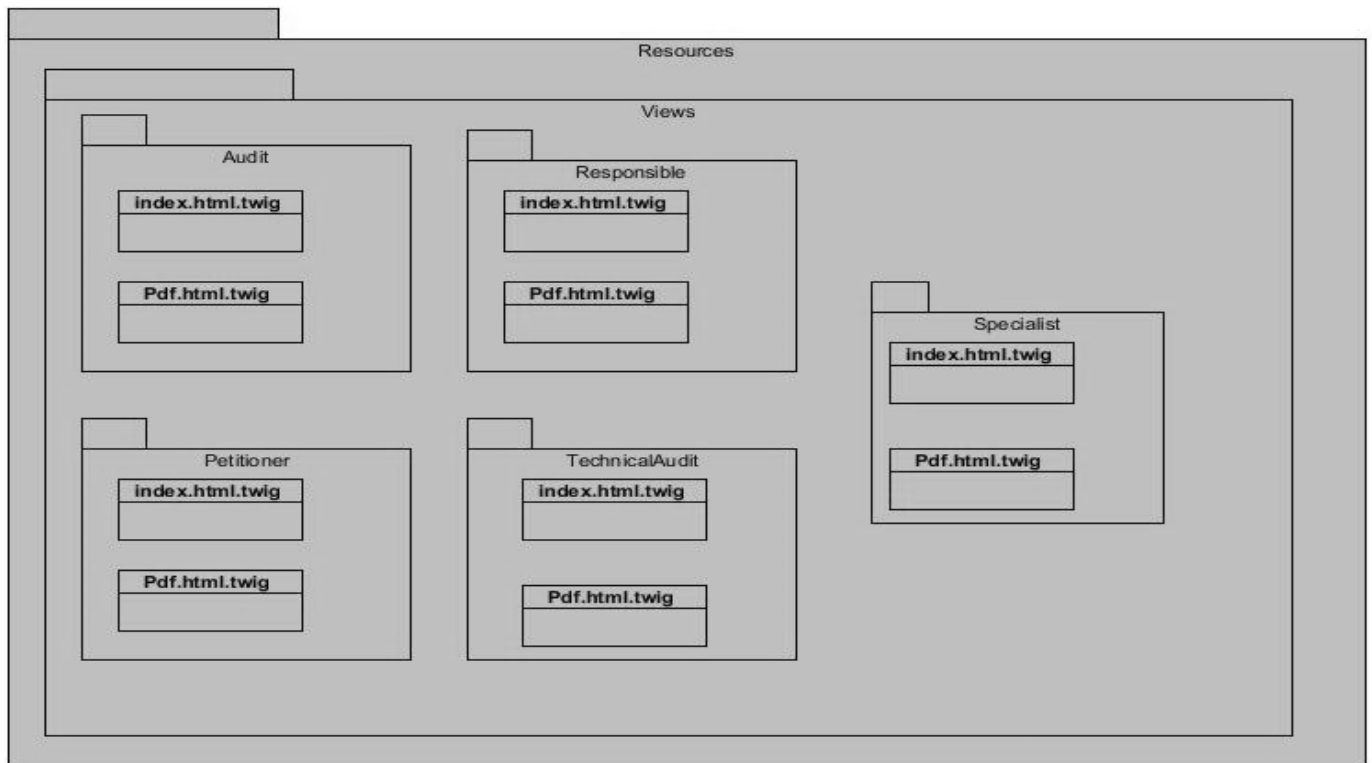 Resources
Views
Audit
index.html.twig
Pdf.html.twig
Responsible
index.html.twig
Pdf.html.twig
Specialist
index.html.twig
Pdf.html.twig
Petitioner
index.html.twig
Pdf.html.twig
TechnicalAudit
index.html.twig
Pdf.html.twig